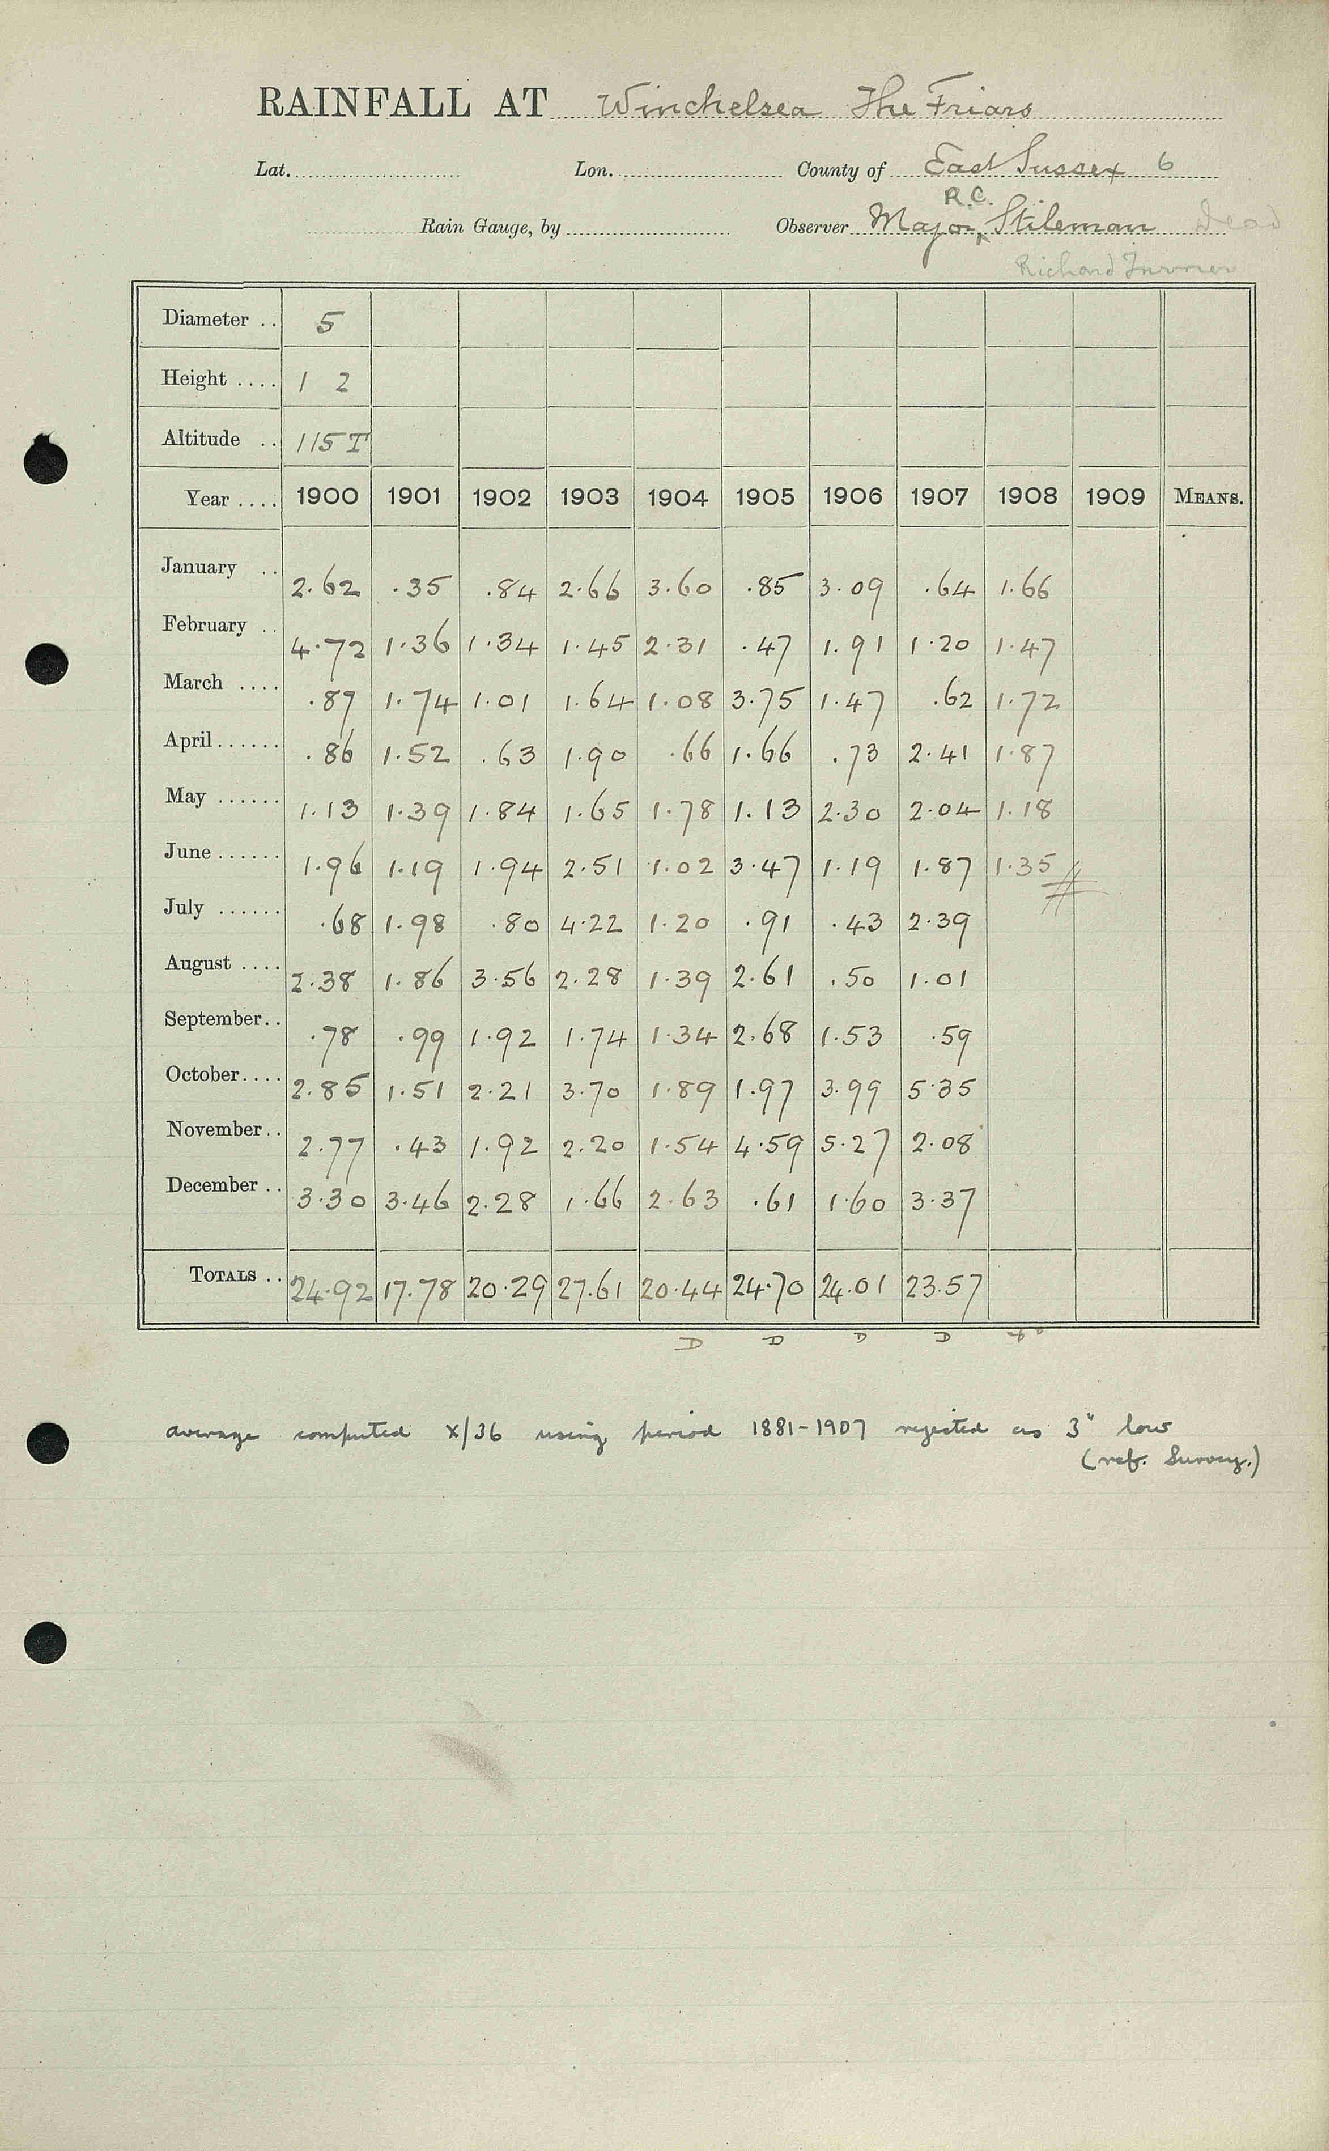 RAINFALL AT Winchelsea The Friars
Lat. Lon. County of East Sussex 6
R.C.
Rain Gauge, by Observer Major Stileman Dead
Richard
Diameter .. 5
Height .... 1 2
Altitude .. 115 T
Year .... 1900 1901 1902 1903 1904 1905 1906 1907 1908 1909 MEANS.
January .. 2.62 .35 .84 2.66 3.60 .85 3.09 .64 1.66
February .. 4.72 1.36 1.34 1.45 2.31 .47 1.91 1.20 1.47
March .... .87 1.74 1.01 1.64 1.08 3.75 1.47 .62 1.72
April...... .86 1.52 .63 1.90 .66 1.66 .73 2.41 1.87
May ...... 1.13 1.39 1.84 1.65 1.78 1.13 2.30 2.04 1.18
June...... 1.96 1.19 1.94 2.51 1.02 3.47 1.19 1.87 1.35
July ...... .68 1.98 .80 4.22 1.20 .91 .43 2.39
August .... 2.38 1.86 3.56 2.28 1.39 2.61 .50 1.01
September.. .78 .99 1.92 1.74 1.34 2.68 1.53 .59
October.... 2.85 1.51 2.21 3.70 1.89 1.97 3.99 5.35
November.. 2.77 .43 1.92 2.20 1.54 4.59 5.27 2.08
December .. 3.30 3.46 2.28 1.66 2.63 .61 1.60 3.37
TOTALS .. 24.92 17.78 20.29 27.61 20.44 24.70 24.01 23.57
D D D D
average computed x/36 using period 1881-1907 rejected as 3" low
(ref. Survey.)